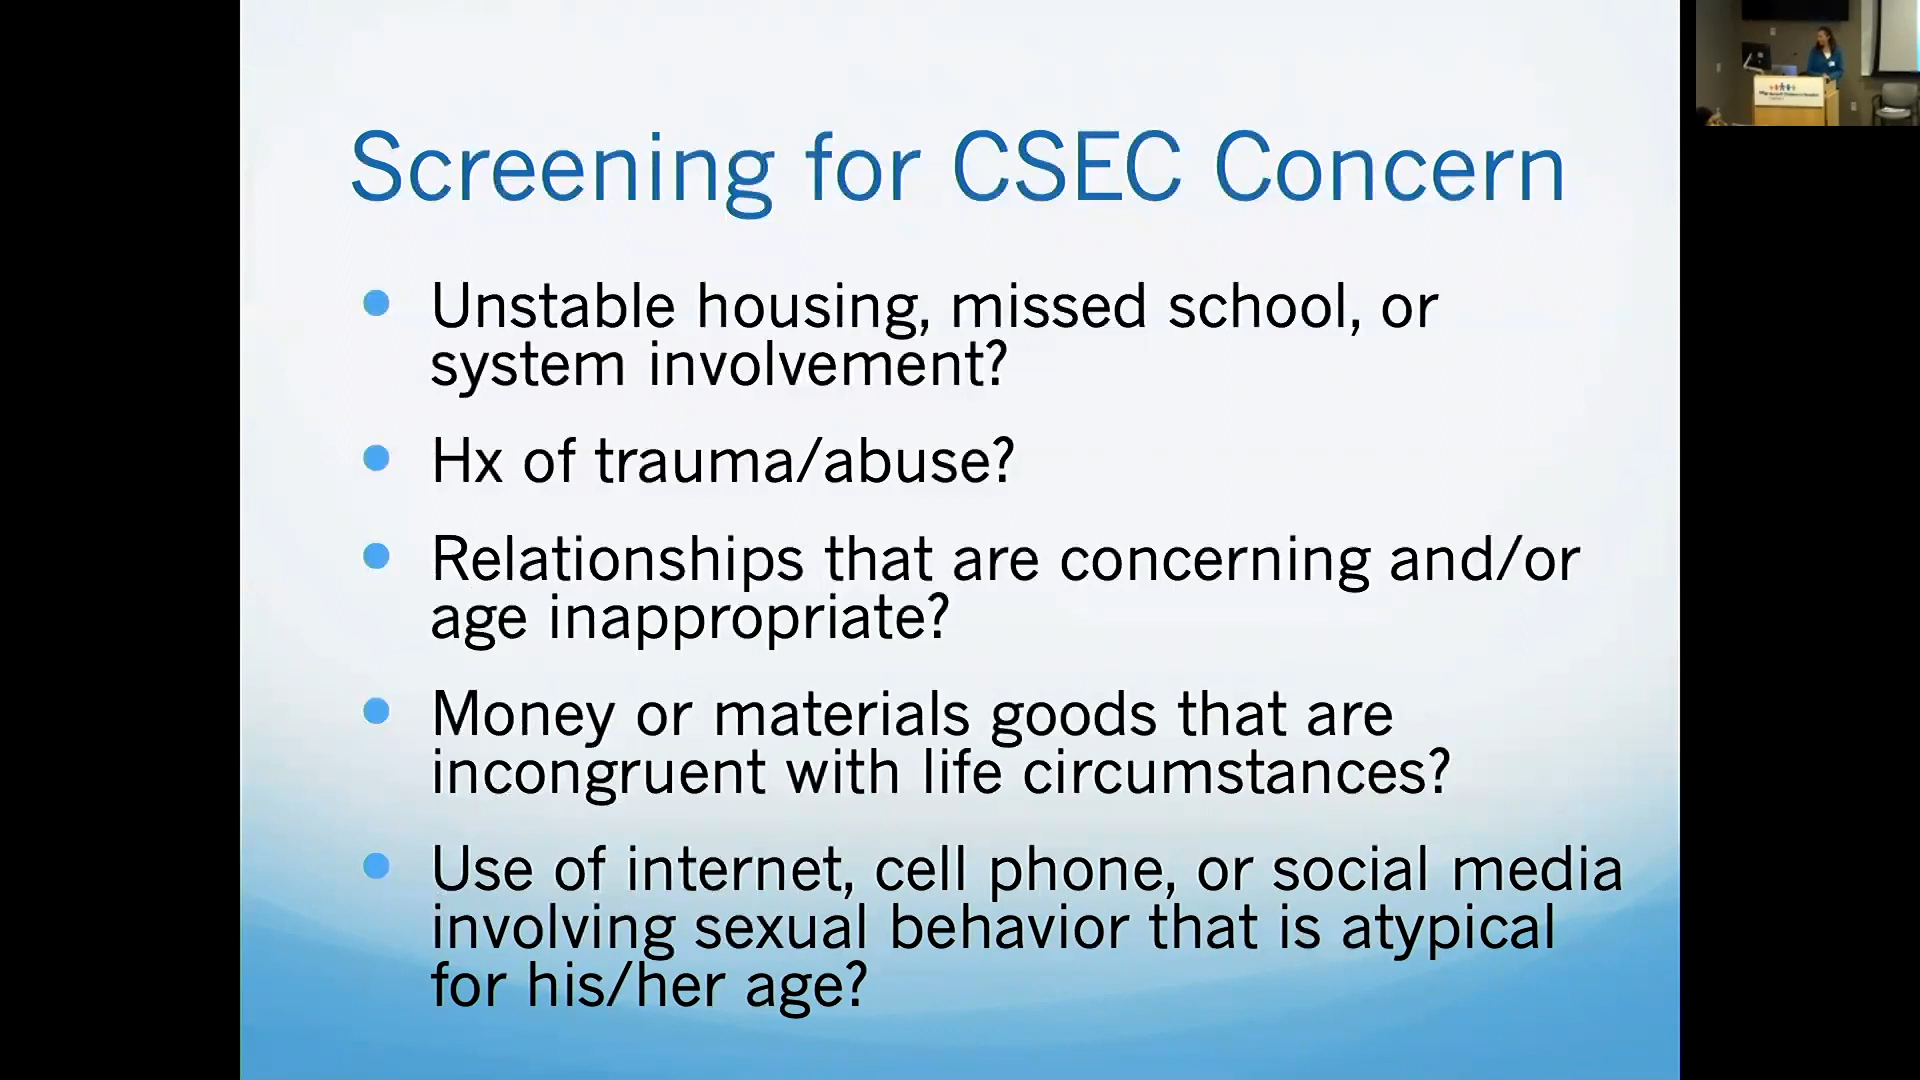 Screening for CSEC Concern
• Unstable housing, missed school, or
system involvement?
• Hx of trauma/abuse?
• Relationships that are concerning and/or
age inappropriate?
• Money or materials goods that are
incongruent with life circumstances?
• Use of internet, cell phone, or social media
involving sexual behavior that is atypical
for his/her age?